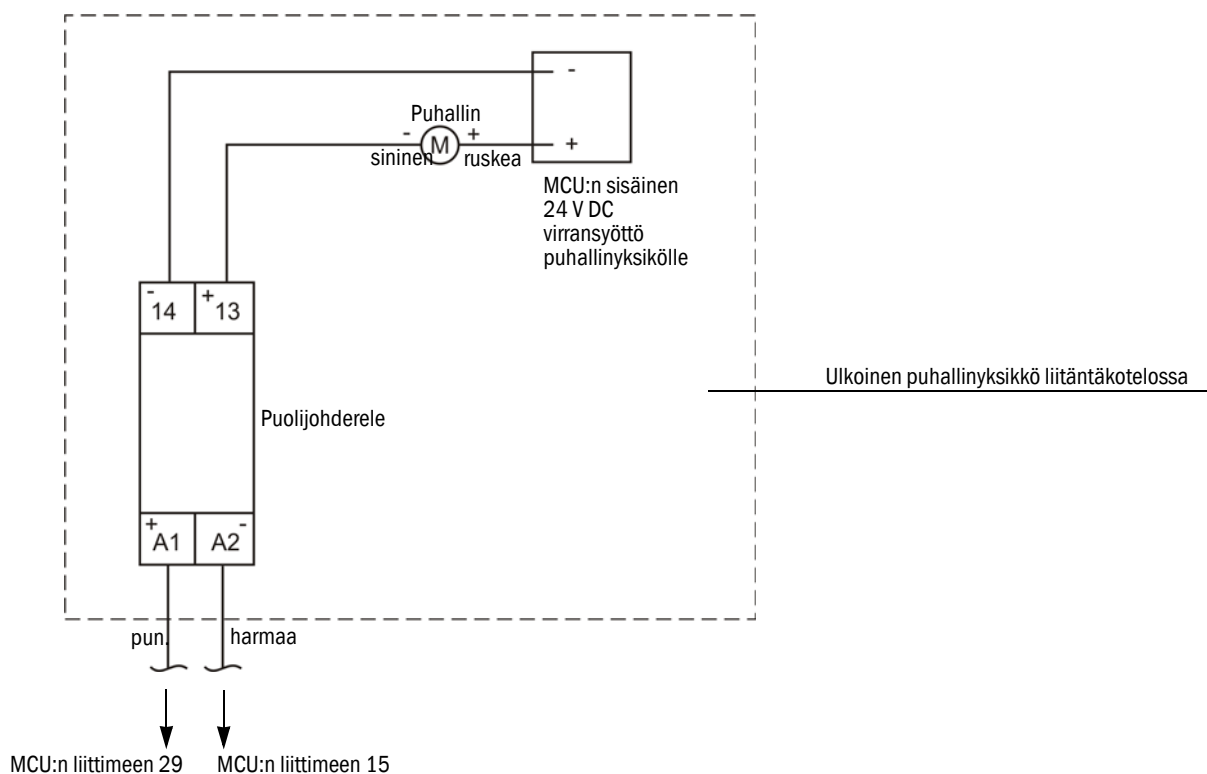 -
Puhallin
- M +
+
sininen
ruskea
MCU:n sisäinen
24 V DC
virransyöttö
puhallinyksikölle
- 14
+ 13
Ulkoinen puhallinyksikkö liitäntäkotelossa
Puolijohderele
+ A1
A2 -
pun.
harmaa
MCU:n liittimeen 29
MCU:n liittimeen 15